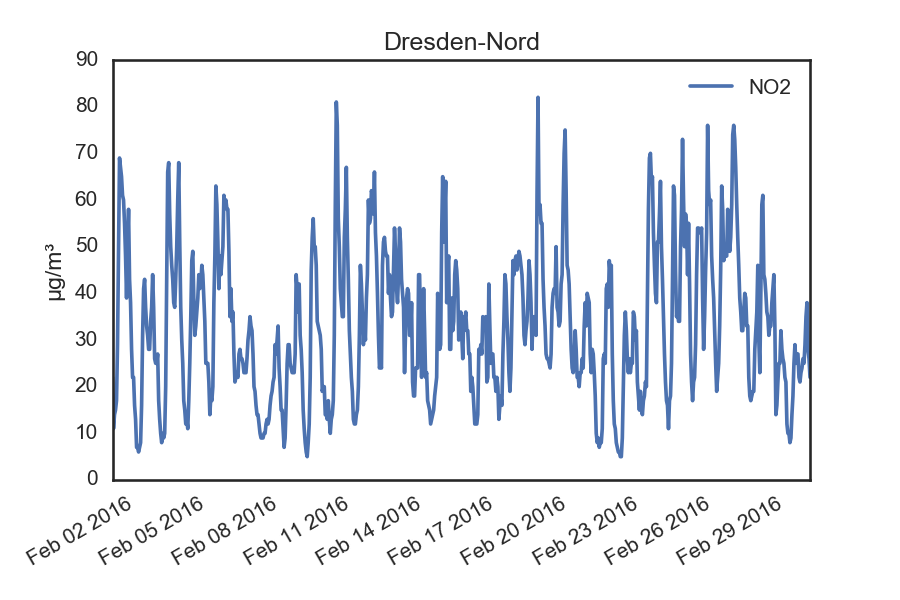 Dresden-Nord
90
80
70
60
50
40
30
20
10
0
µg/m³
NO2
Feb 02 2016
Feb 05 2016
Feb 08 2016
Feb 11 2016
Feb 14 2016
Feb 17 2016
Feb 20 2016
Feb 23 2016
Feb 26 2016
Feb 29 2016